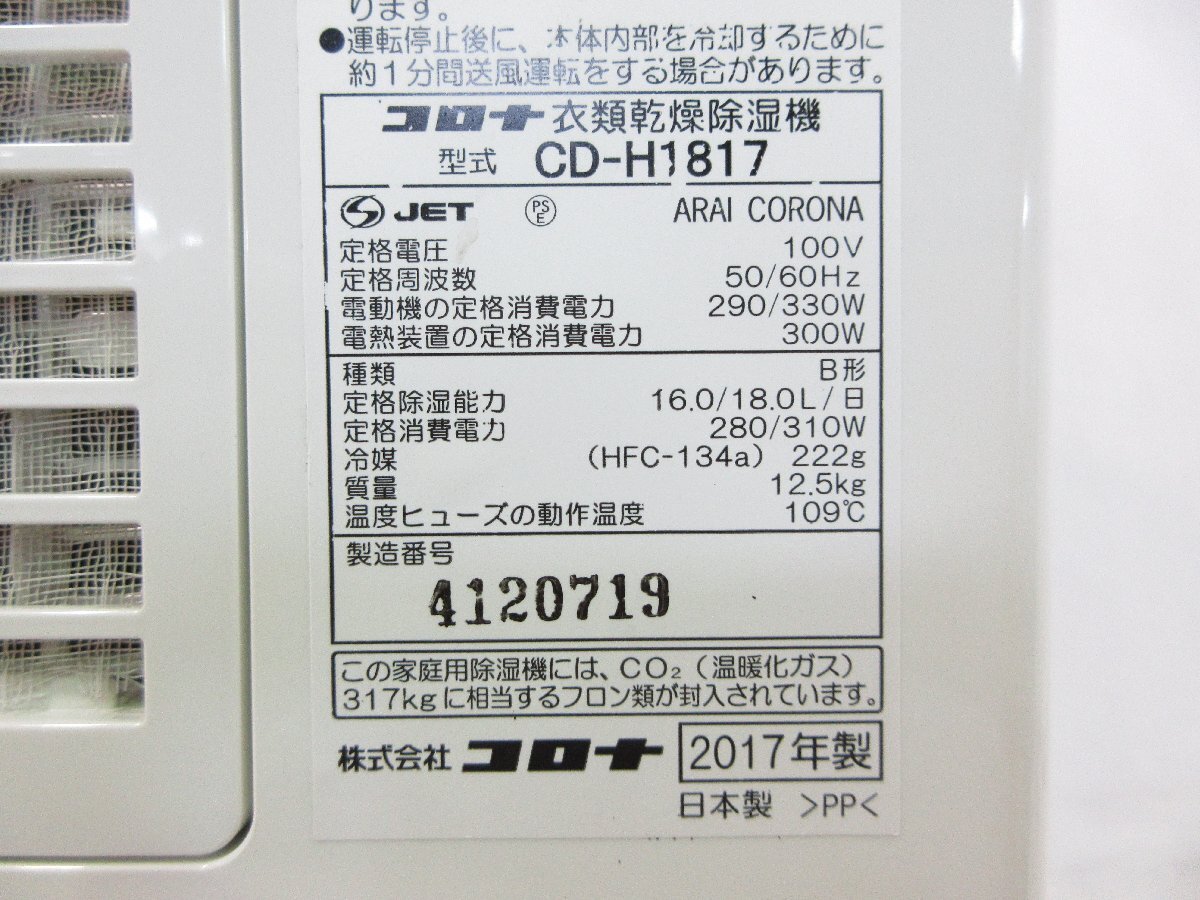 ります。
●運転停止後に、本体内部を冷却するために
約1分間送風運転をする場合があります。
コロナ 衣類乾燥除湿機
型式 CD-H1817
JET PSE ARAI CORONA
定格電圧 100V
定格周波数 50/60Hz
電動機の定格消費電力 290/330W
電熱装置の定格消費電力 300W
種類 B形
定格除湿能力 16.0/18.0L/日
定格消費電力 280/310W
冷媒 (HFC-134a) 222g
質量 12.5kg
温度ヒューズの動作温度 109℃
製造番号
4120719
この家庭用除湿機には、CO₂(温暖化ガス)
317kgに相当するフロン類が封入されています。
株式会社 コロナ 2017年製
日本製 >PP<